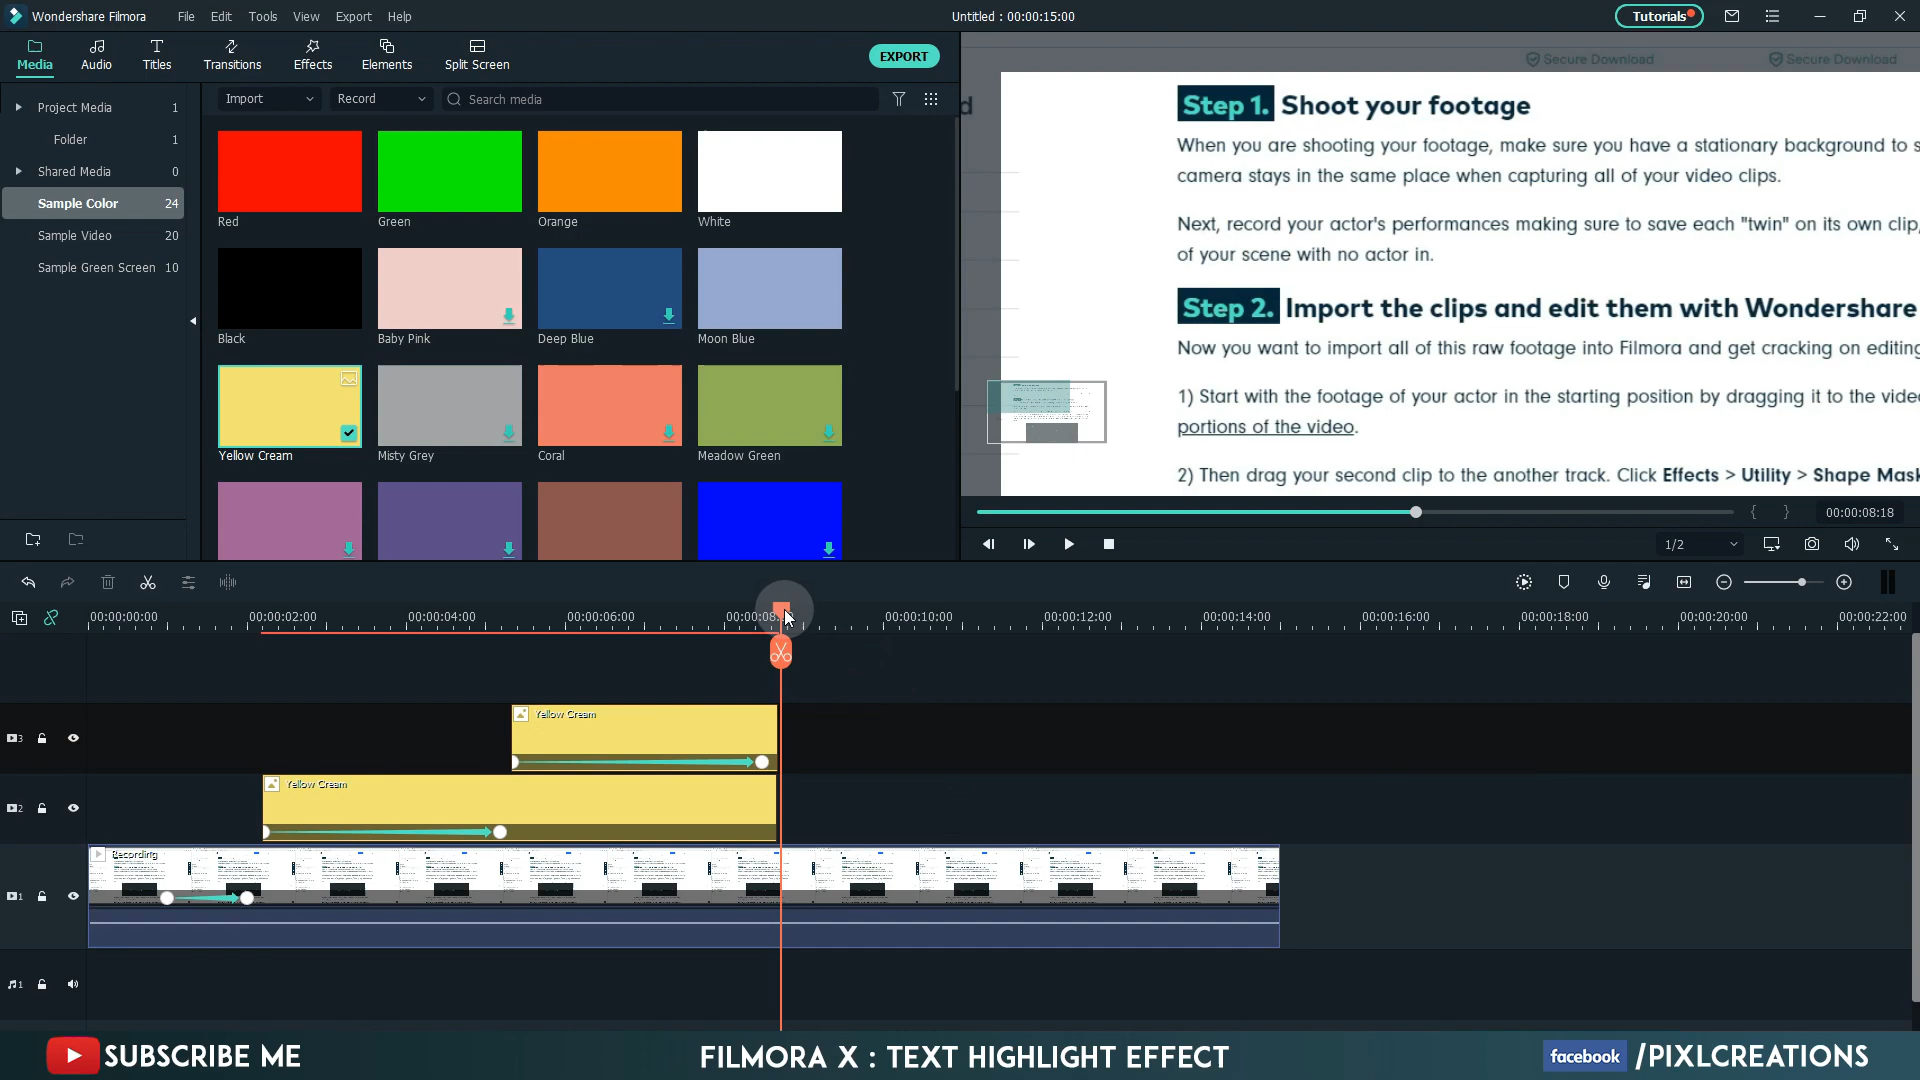 Wondershare Filmora File Edit Tools View Export Help Untitled : 00:00:15:00 Tutorials
Media Audio Titles Transitions Effects Elements Split Screen EXPORT
Project Media 1
Folder 1
Shared Media 0
Sample Color 24
Sample Video 20
Sample Green Screen 10
Import Record Search media
Red Green Orange White
Black Baby Pink Deep Blue Moon Blue
Yellow Cream Misty Grey Coral Meadow Green
Secure Download Secure Download
d
Step 1. Shoot your footage
When you are shooting your footage, make sure you have a stationary background to s
camera stays in the same place when capturing all of your video clips.
Next, record your actor's performances making sure to save each "twin" on its own clip,
of your scene with no actor in.
Step 2. Import the clips and edit them with Wondershare
Now you want to import all of this raw footage into Filmora and get cracking on editing
1) Start with the footage of your actor in the starting position by dragging it to the vide
portions of the video.
2) Then drag your second clip to the another track. Click Effects > Utility > Shape Mask
{ } 00:00:08:18
1/2
00:00:00:00 00:00:02:00 00:00:04:00 00:00:06:00 00:00:08: 00:00:10:00 00:00:12:00 00:00:14:00 00:00:16:00 00:00:18:00 00:00:20:00 00:00:22:00
3 Yellow Cream
2 Yellow Cream
1 Recording
1
SUBSCRIBE ME FILMORA X : TEXT HIGHLIGHT EFFECT facebook /PIXLCREATIONS